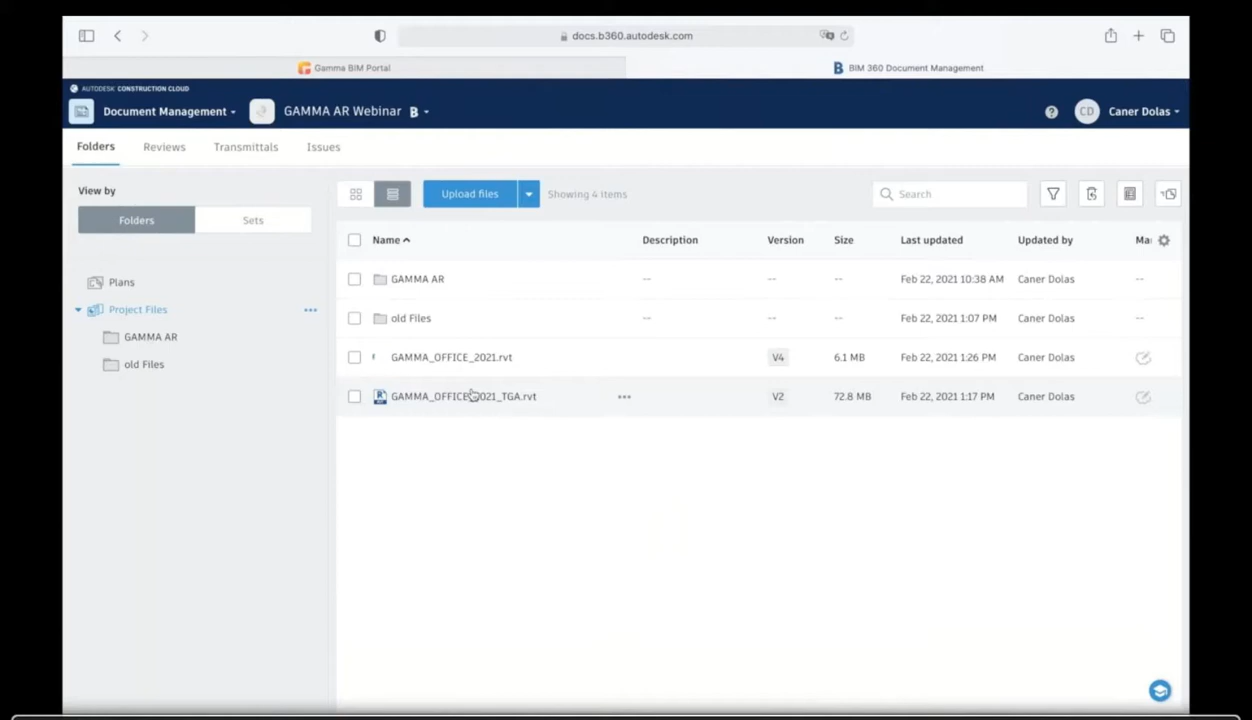 docs.b360.autodesk.com
Gamma BIM Portal
BIM 360 Document Management
AUTODESK CONSTRUCTION CLOUD
Document Management
GAMMA AR Webinar B
CD Caner Dolas
Folders Reviews Transmittals Issues
View by
Folders Sets
Upload files
Showing 4 items
Search
Plans
Project Files
GAMMA AR
old Files
Name Description Version Size Last updated Updated by Ma
GAMMA AR -- -- -- Feb 22, 2021 10:38 AM Caner Dolas --
old Files -- -- -- Feb 22, 2021 1:07 PM Caner Dolas --
GAMMA_OFFICE_2021.rvt V4 6.1 MB Feb 22, 2021 1:26 PM Caner Dolas
GAMMA_OFFICE_2021_TGA.rvt V2 72.8 MB Feb 22, 2021 1:17 PM Caner Dolas